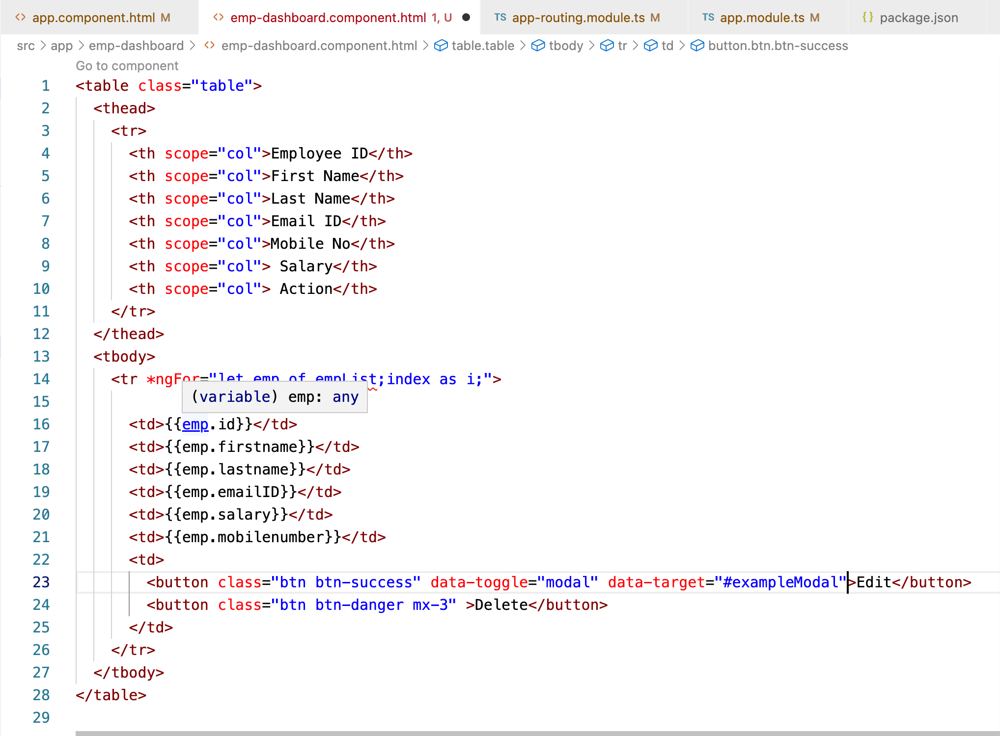 app.component.html M emp-dashboard.component.html 1, U TS app-routing.module.ts M TS app.module.ts M {} package.json
src > app > emp-dashboard > <> emp-dashboard.component.html > table.table > tbody > tr > td > button.btn.btn-success
Go to component
1 <table class="table">
2 <thead>
3 <tr>
4 <th scope="col">Employee ID</th>
5 <th scope="col">First Name</th>
6 <th scope="col">Last Name</th>
7 <th scope="col">Email ID</th>
8 <th scope="col">Mobile No</th>
9 <th scope="col"> Salary</th>
10 <th scope="col"> Action</th>
11 </tr>
12 </thead>
13 <tbody>
14 <tr *ngFor="let emp of empList;index as i;">
15 (variable) emp: any
16 <td>{{emp.id}}</td>
17 <td>{{emp.firstname}}</td>
18 <td>{{emp.lastname}}</td>
19 <td>{{emp.emailID}}</td>
20 <td>{{emp.salary}}</td>
21 <td>{{emp.mobilenumber}}</td>
22 <td>
23 <button class="btn btn-success" data-toggle="modal" data-target="#exampleModal">Edit</button>
24 <button class="btn btn-danger mx-3" >Delete</button>
25 </td>
26 </tr>
27 </tbody>
28 </table>
29